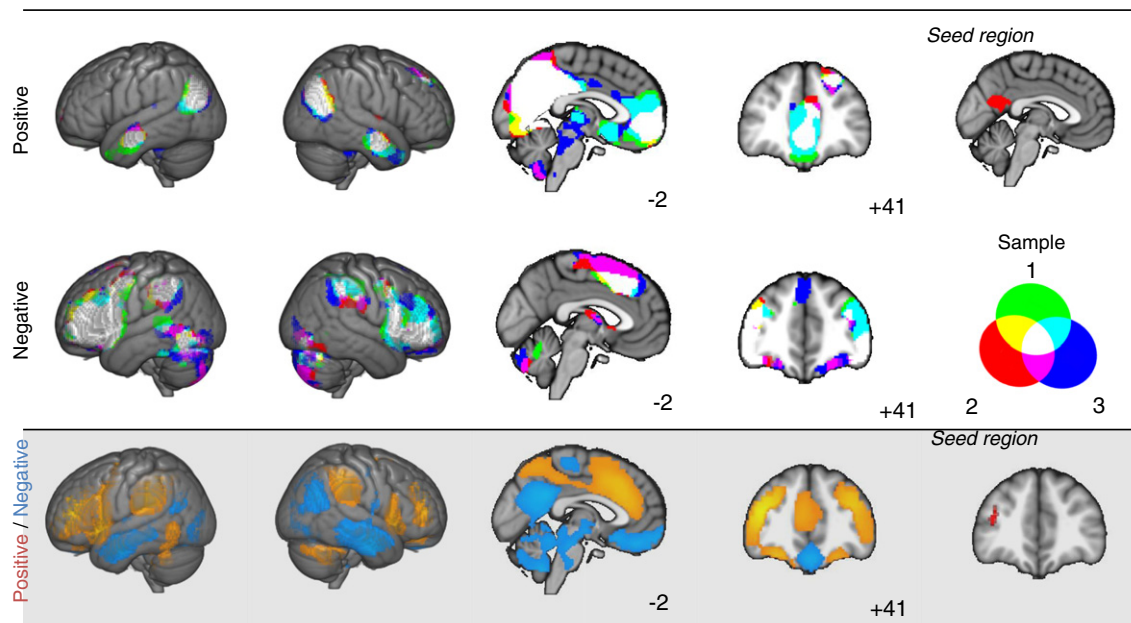 Seed region
Positive
-2
+41
Negative
Sample
1
2
3
-2
+41
Positive / Negative
Seed region
-2
+41